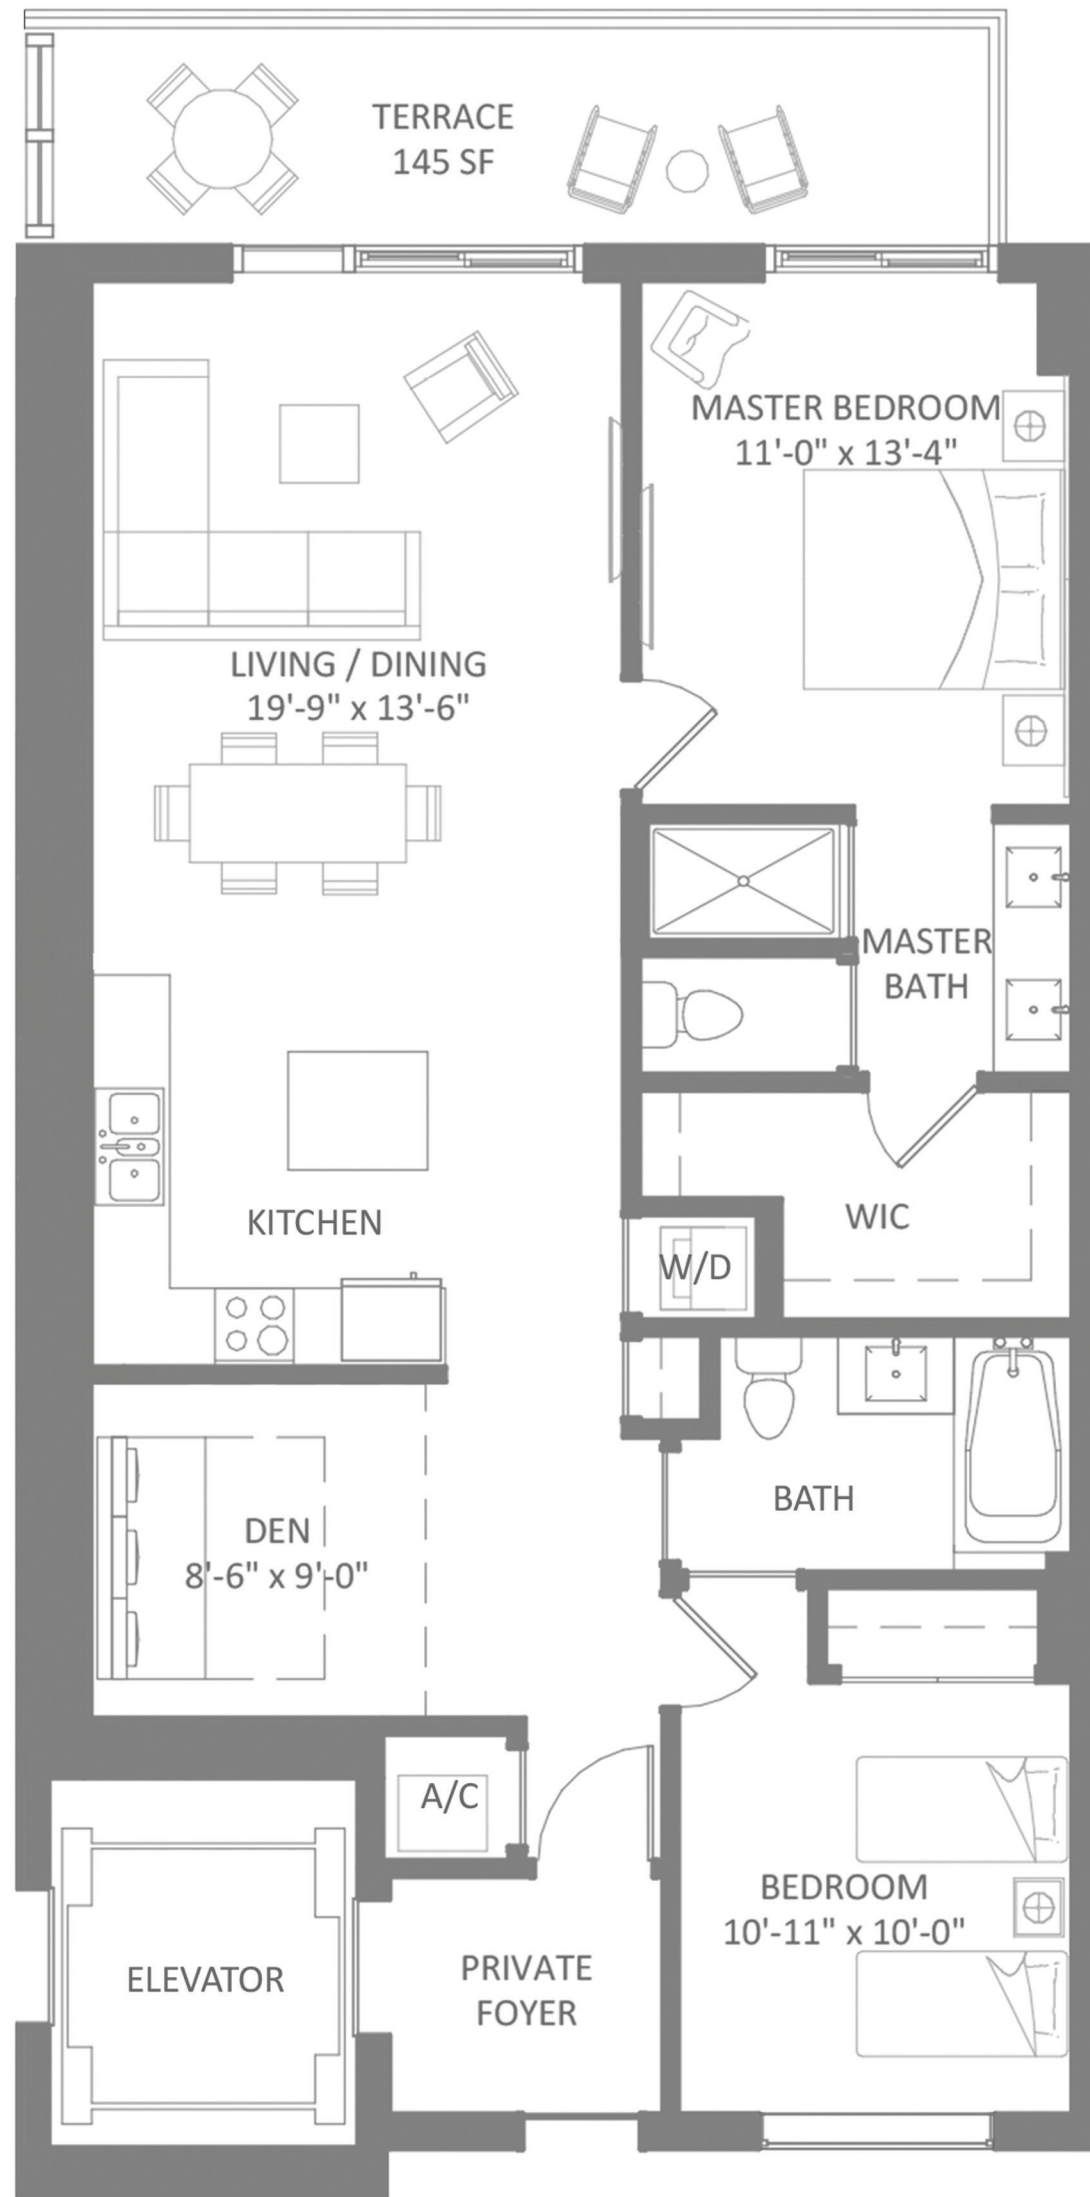 TERRACE
145 SF
MASTER BEDROOM
11'-0" x 13'-4"
LIVING / DINING
19'-9" x 13'-6"
MASTER
BATH
KITCHEN
WIC
W/D
BATH
DEN
8'-6" x 9'-0"
A/C
BEDROOM
10'-11" x 10'-0"
ELEVATOR
PRIVATE
FOYER